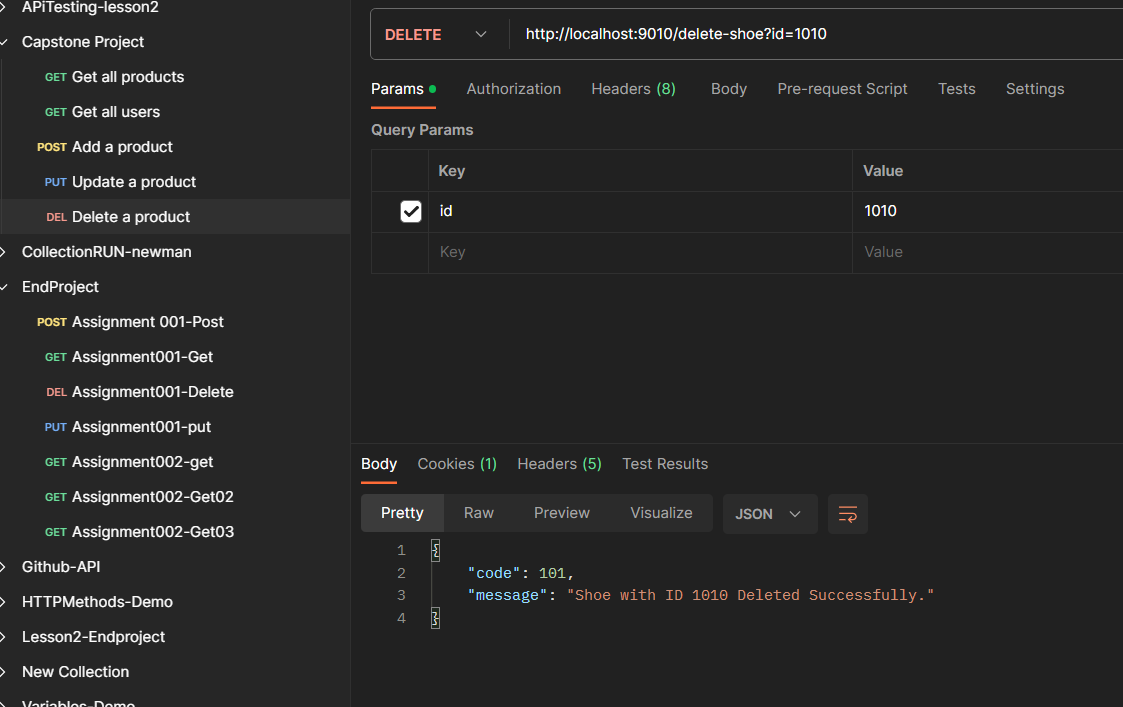 APiTesting-lesson2
Capstone Project
GET Get all products
GET Get all users
POST Add a product
PUT Update a product
DEL Delete a product
CollectionRUN-newman
EndProject
POST Assignment 001-Post
GET Assignment001-Get
DEL Assignment001-Delete
PUT Assignment001-put
GET Assignment002-get
GET Assignment002-Get02
GET Assignment002-Get03
Github-API
HTTPMethods-Demo
Lesson2-Endproject
New Collection
Variables-Demo
DELETE http://localhost:9010/delete-shoe?id=1010
Params Authorization Headers (8) Body Pre-request Script Tests Settings
Query Params
Key Value
id 1010
Key Value
Body Cookies (1) Headers (5) Test Results
Pretty Raw Preview Visualize JSON
1 {
2 "code": 101,
3 "message": "Shoe with ID 1010 Deleted Successfully."
4 }